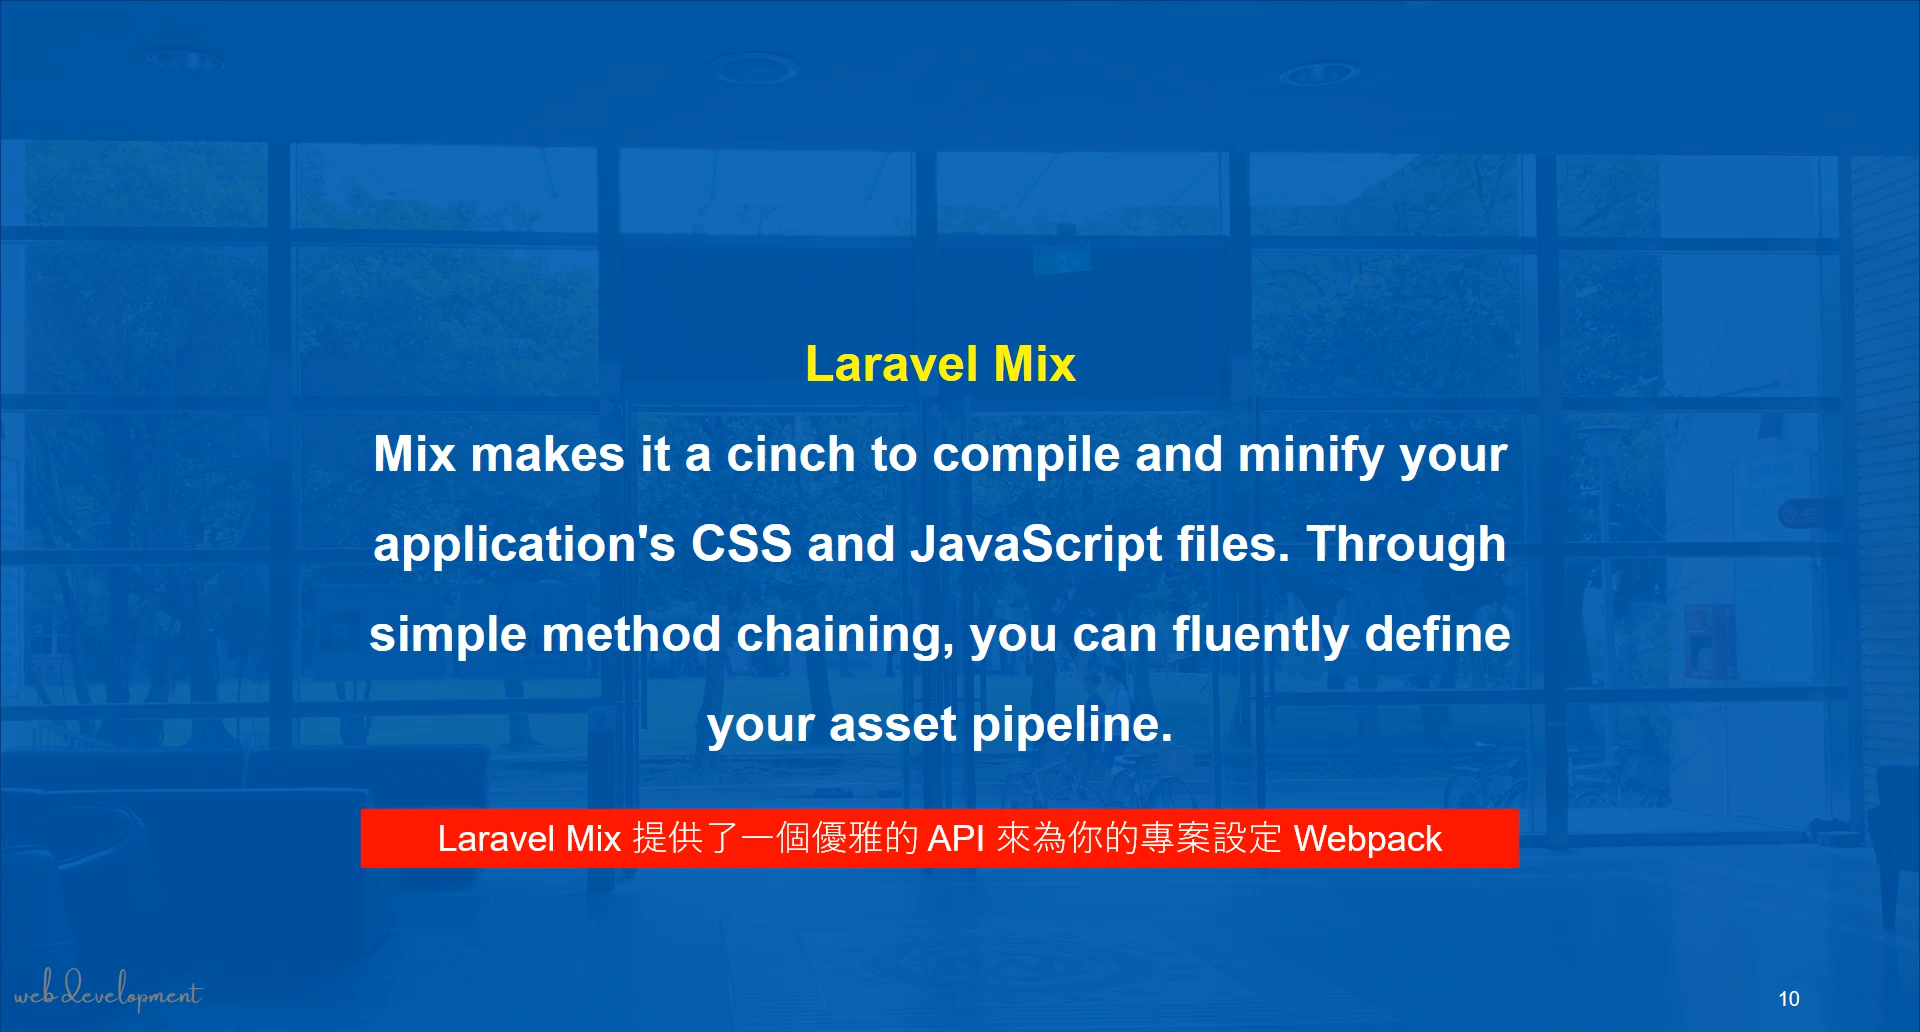 Laravel Mix
Mix makes it a cinch to compile and minify your
application's CSS and JavaScript files. Through
simple method chaining, you can fluently define
your asset pipeline.
Laravel Mix 提供了一個優雅的 API 來為你的專案設定 Webpack
web development
10